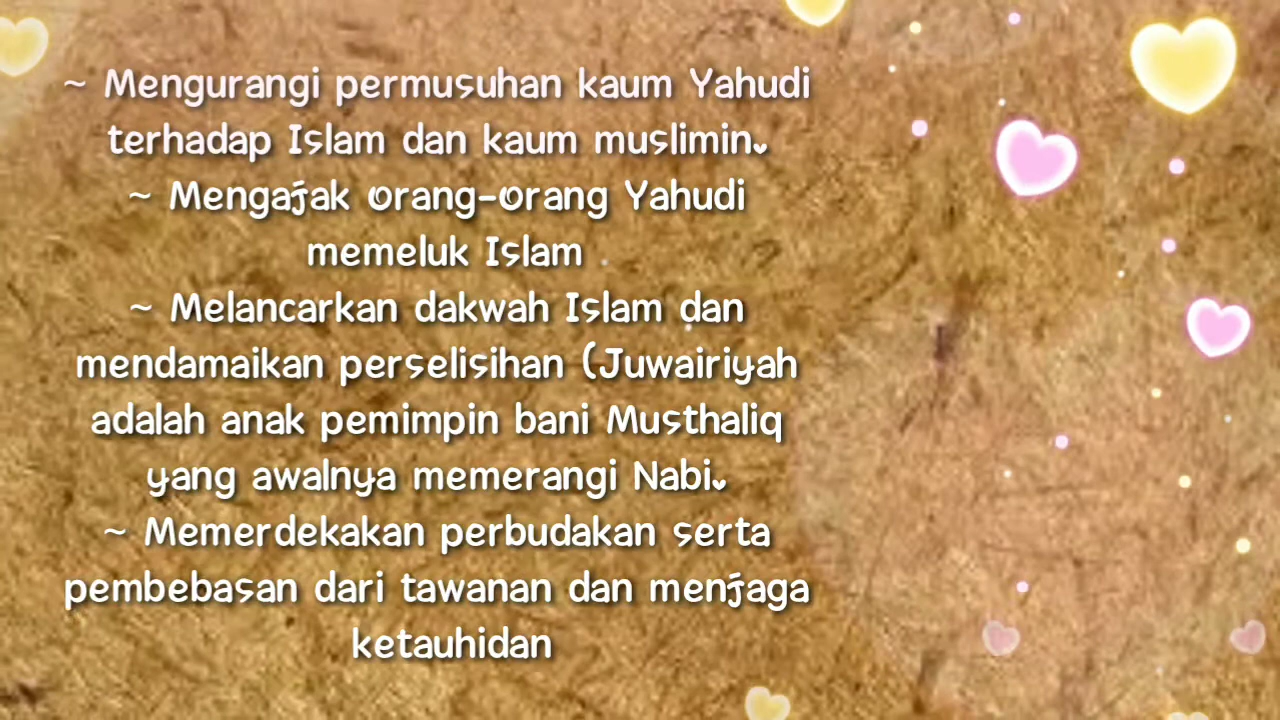 ~ Mengurangi permusuhan kaum Yahudi
terhadap Islam dan kaum muslimin.
~ Mengajak orang-orang Yahudi
memeluk Islam
~ Melancarkan dakwah Islam dan
mendamaikan perselisihan (Juwairiyah
adalah anak pemimpin bani Musthaliq
yang awalnya memerangi Nabi.
~ Memerdekakan perbudakan serta
pembebasan dari tawanan dan menjaga
ketauhidan